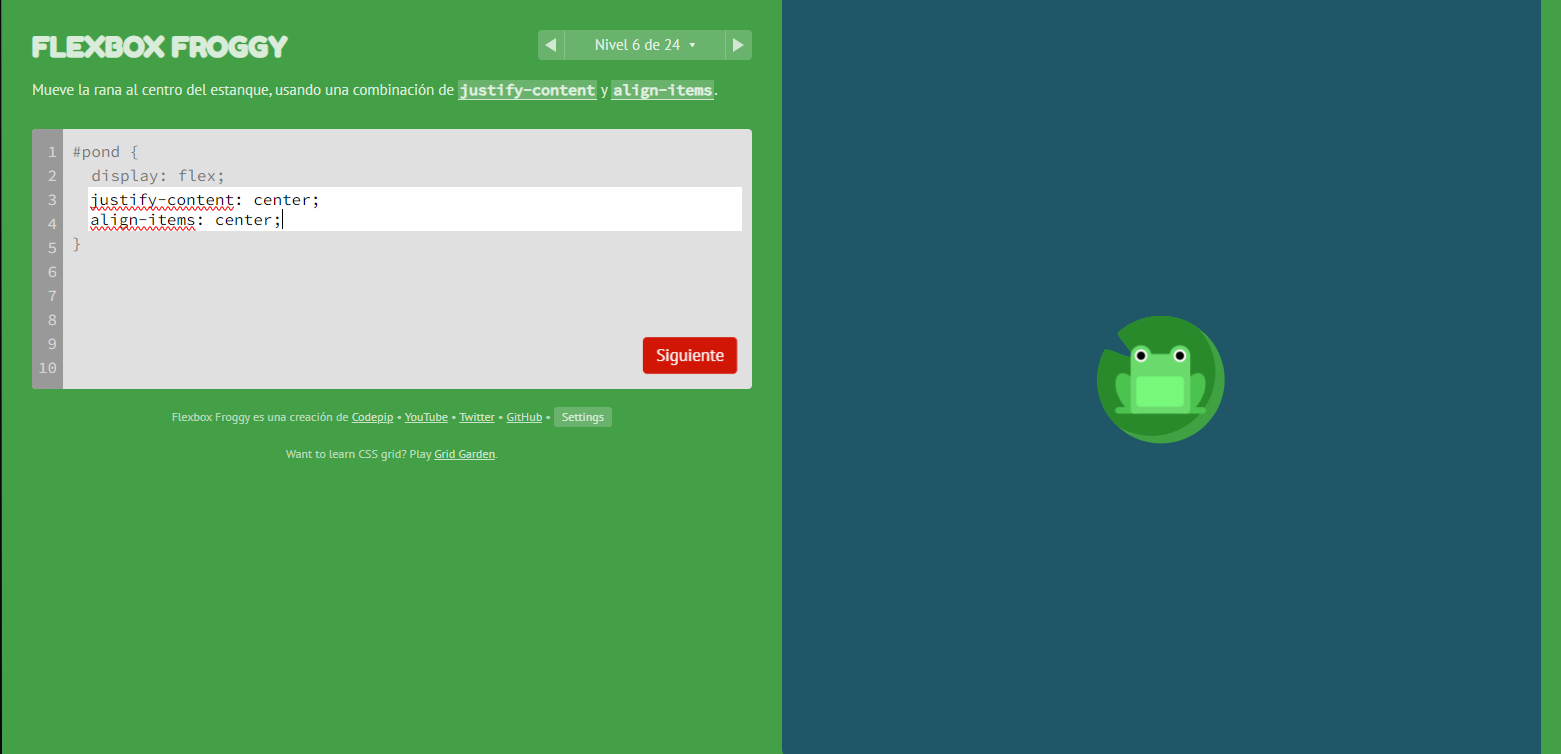 FLEXBOX FROGGY
Nivel 6 de 24
Mueve la rana al centro del estanque, usando una combinación de justify-content y align-items.
1 #pond {
2 display: flex;
3 justify-content: center;
4 align-items: center;
5 }
6
7
8
9
10
Siguiente
Flexbox Froggy es una creación de Codepip • YouTube • Twitter • GitHub • Settings
Want to learn CSS grid? Play Grid Garden.